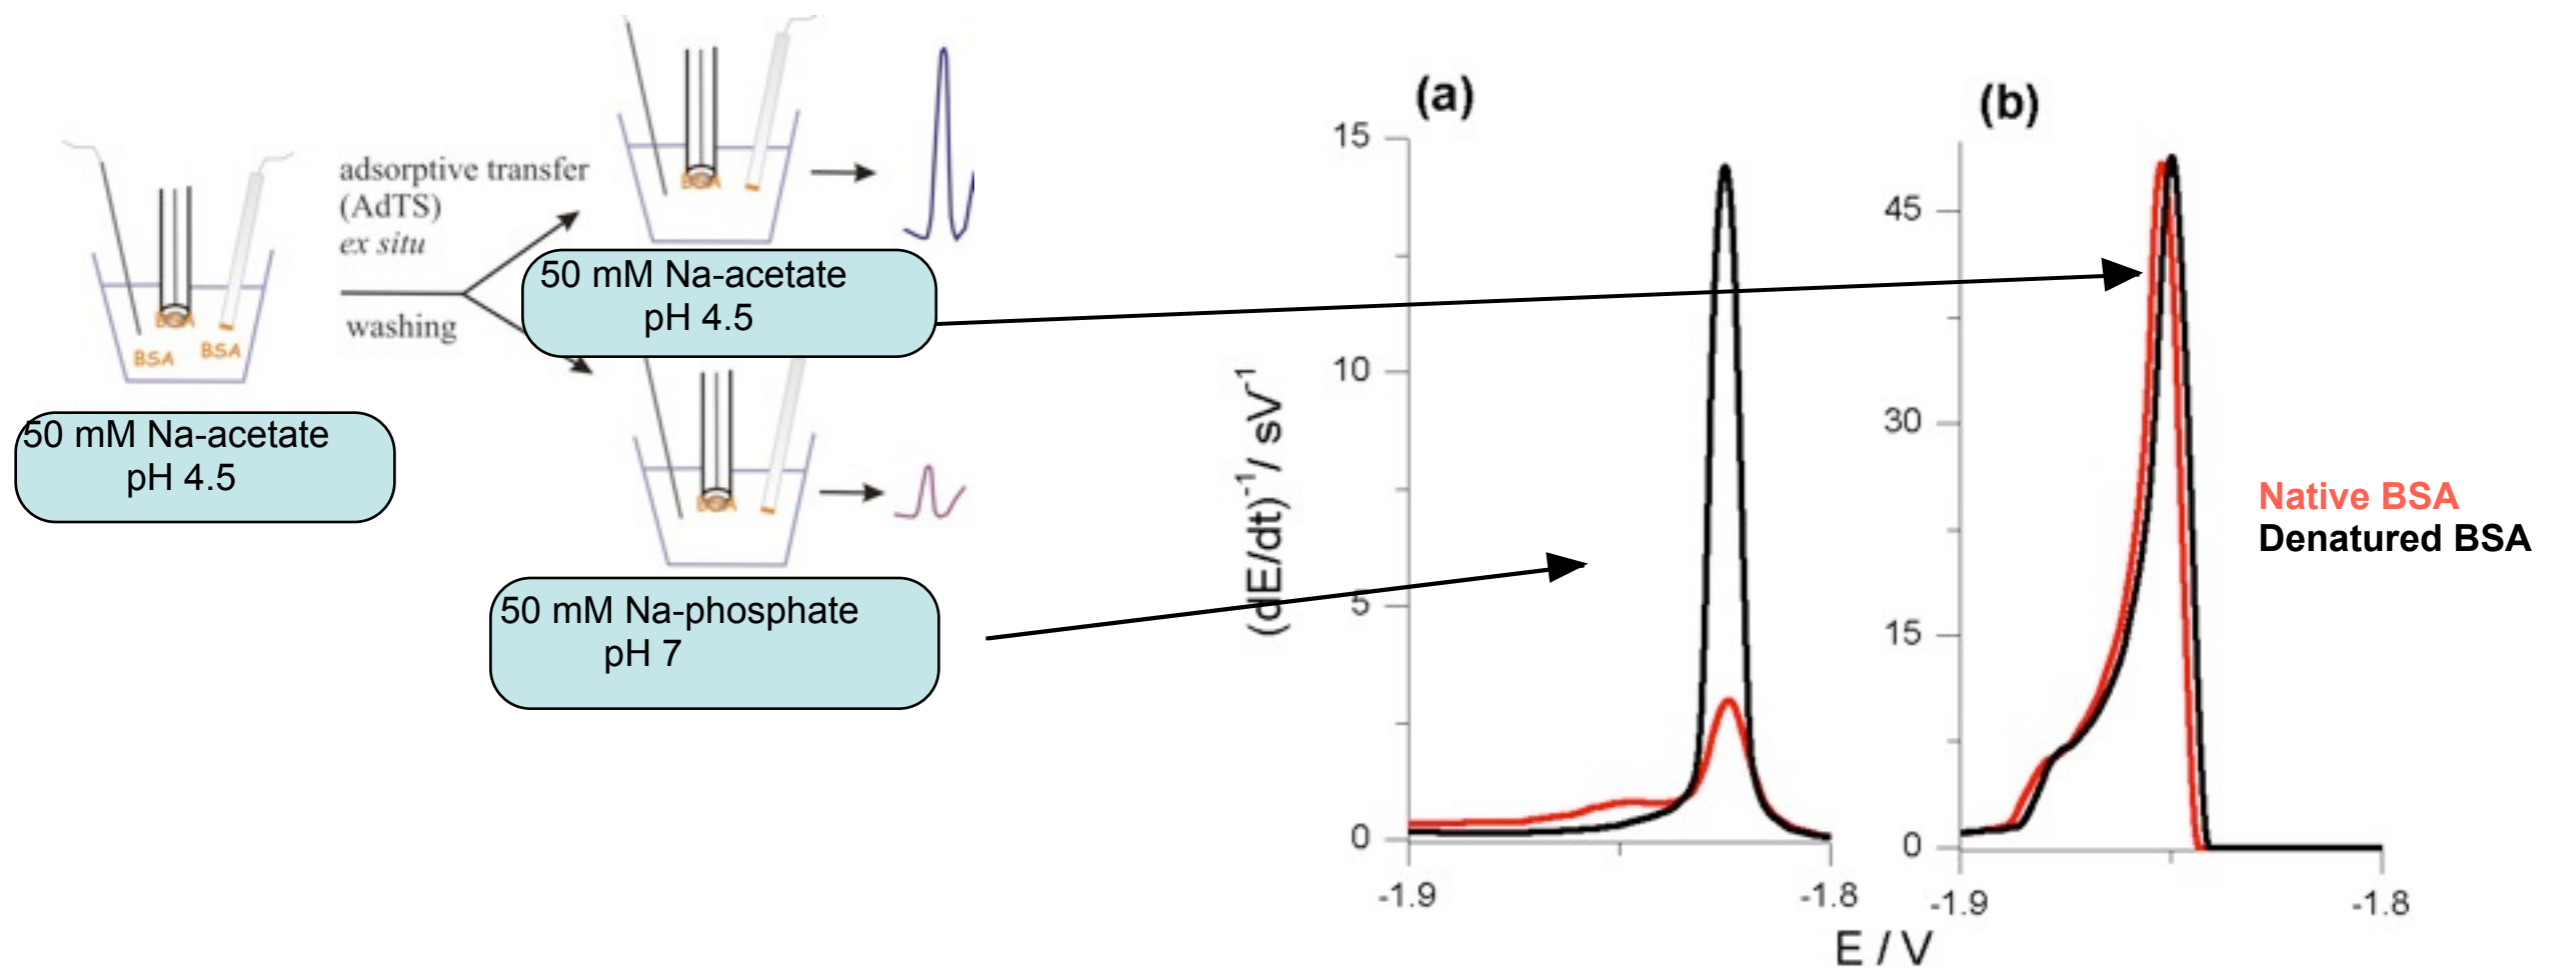 adsorptive transfer
(AdTS)
ex situ
washing
BSA
BSA
BSA
50 mM Na-acetate
pH 4.5
BSA
50 mM Na-acetate
pH 4.5
BSA
50 mM Na-phosphate
pH 7
(a)
15
10
5
0
(dE/dt)⁻¹/ sV⁻¹
-1.9
-1.8
(b)
45
30
15
0
-1.9
-1.8
E / V
Native BSA
Denatured BSA